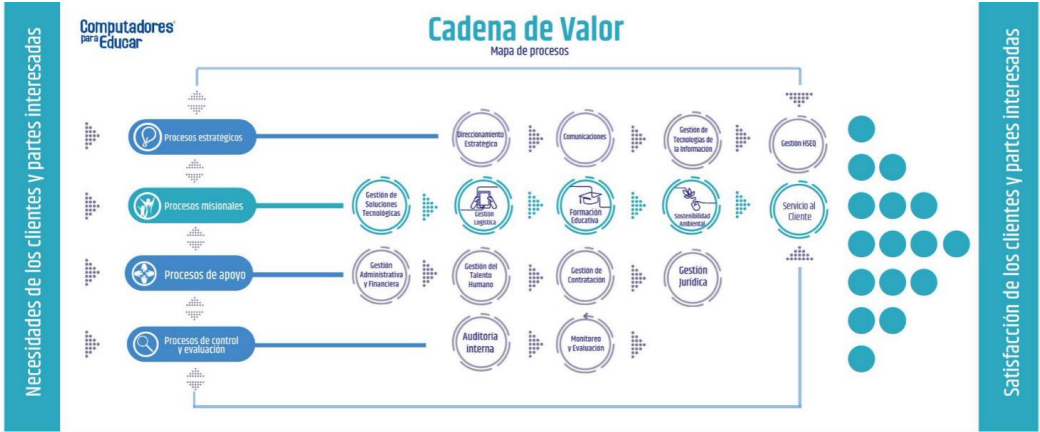 Necesidades de los clientes y partes interesadas
Computadores
para Educar
Cadena de Valor
Mapa de procesos
Procesos estratégicos
Direccionamiento
Estratégico
Comunicaciones
Gestión de
Tecnologías de
la Información
Gestión HSEQ
Procesos misionales
Gestión de
Soluciones
Tecnológicas
Gestión
Logística
Formación
Educativa
Sostenibilidad
Ambiental
Servicio al
Cliente
Procesos de apoyo
Gestión
Administrativa
y Financiera
Gestión del
Talento
Humano
Gestión de
Contratación
Gestión
Jurídica
Procesos de control
y evaluación
Auditoria
interna
Monitoreo
y Evaluación
Satisfacción de los clientes y partes interesadas